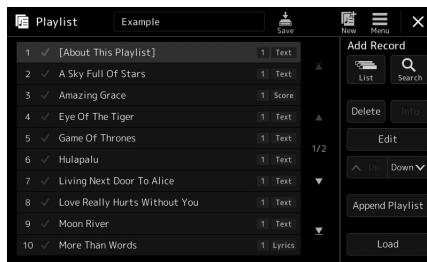 Playlist
Example
Save
New
Menu
Add Record
1 [About This Playlist] 1 Text
2 A Sky Full Of Stars 1 Text
3 Amazing Grace 1 Score
4 Eye Of The Tiger 1 Text
5 Game Of Thrones 1 Text
6 Hulapalu 1 Text
7 Living Next Door To Alice 1 Text
8 Love Really Hurts Without You 1 Text
9 Moon River 1 Text
10 More Than Words 1 Lyrics
1/2
List
Search
Delete
Info
Edit
Up
Down
Append Playlist
Load